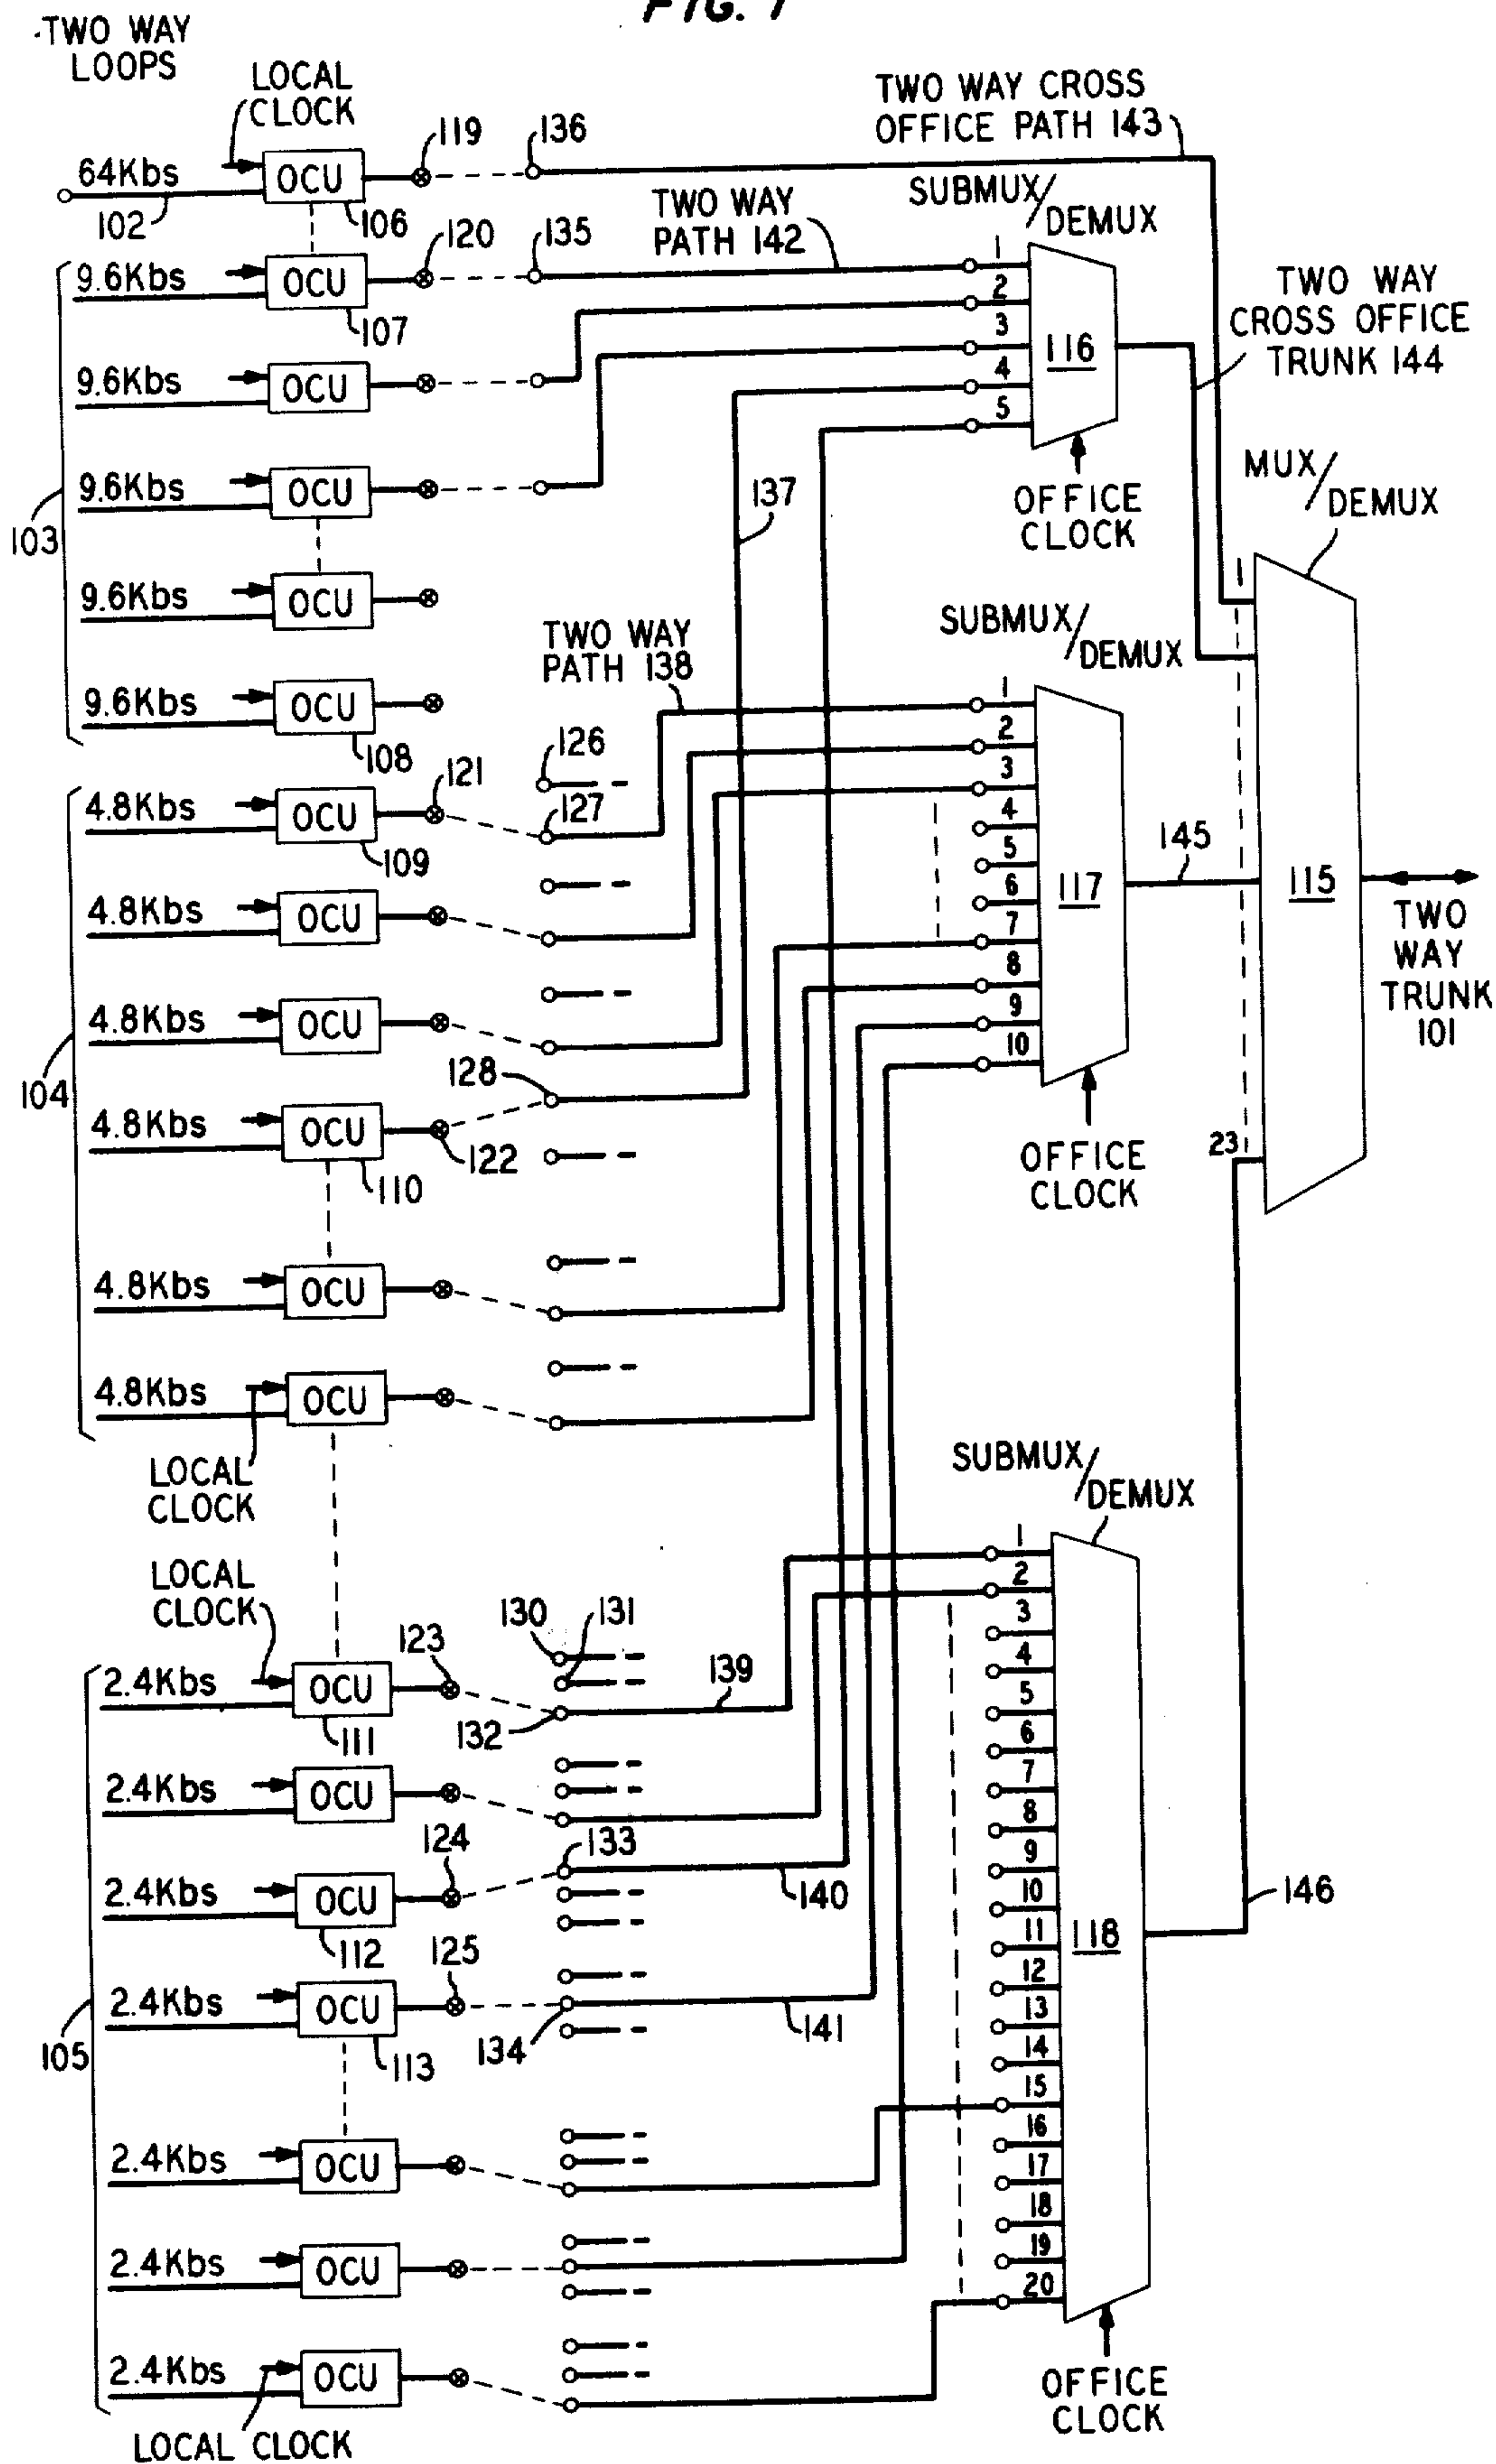 FIG. 1
TWO WAY
LOOPS
LOCAL
CLOCK
64Kbs
102
OCU
106
119
136
TWO WAY CROSS
OFFICE PATH 143
9.6Kbs
OCU
107
120
135
TWO WAY
PATH 142
SUBMUX/
DEMUX
1
2
3
4
5
116
OFFICE
CLOCK
TWO WAY
CROSS OFFICE
TRUNK 144
9.6Kbs
OCU
9.6Kbs
OCU
103
9.6Kbs
OCU
9.6Kbs
OCU
108
137
MUX/
DEMUX
1
23
115
TWO
WAY
TRUNK
101
TWO WAY
PATH 138
SUBMUX/
DEMUX
1
2
3
4
5
6
7
8
9
10
117
145
OFFICE
CLOCK
126
127
4.8Kbs
OCU
109
121
4.8Kbs
OCU
4.8Kbs
OCU
104
128
4.8Kbs
OCU
110
122
4.8Kbs
OCU
4.8Kbs
OCU
LOCAL
CLOCK
LOCAL
CLOCK
SUBMUX/
DEMUX
1
2
3
4
5
6
7
8
9
10
11
12
13
14
15
16
17
18
19
20
118
146
OFFICE
CLOCK
130
131
123
2.4Kbs
OCU
111
132
139
2.4Kbs
OCU
124
133
2.4Kbs
OCU
112
140
125
2.4Kbs
OCU
113
134
141
105
2.4Kbs
OCU
2.4Kbs
OCU
2.4Kbs
OCU
LOCAL CLOCK